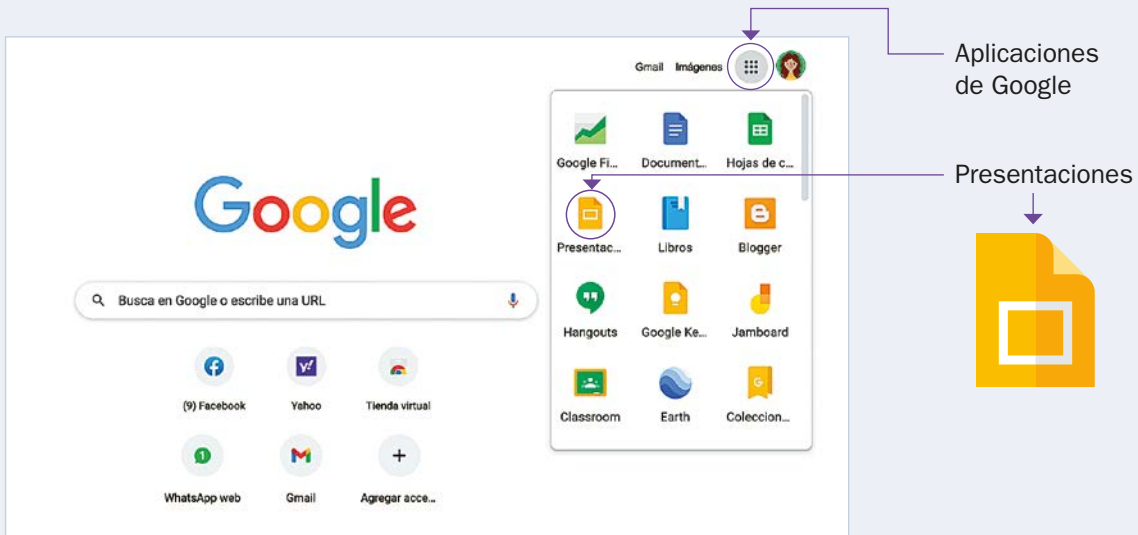 Aplicaciones
de Google
Gmail Imágenes
Google Fi... Document... Hojas de c...
Presentaciones
Google
Presentac... Libros Blogger
Busca en Google o escribe una URL
Hangouts Google Ke... Jamboard
(9) Facebook Yahoo Tienda virtual
Classroom Earth Coleccion...
WhatsApp web Gmail Agregar acce...